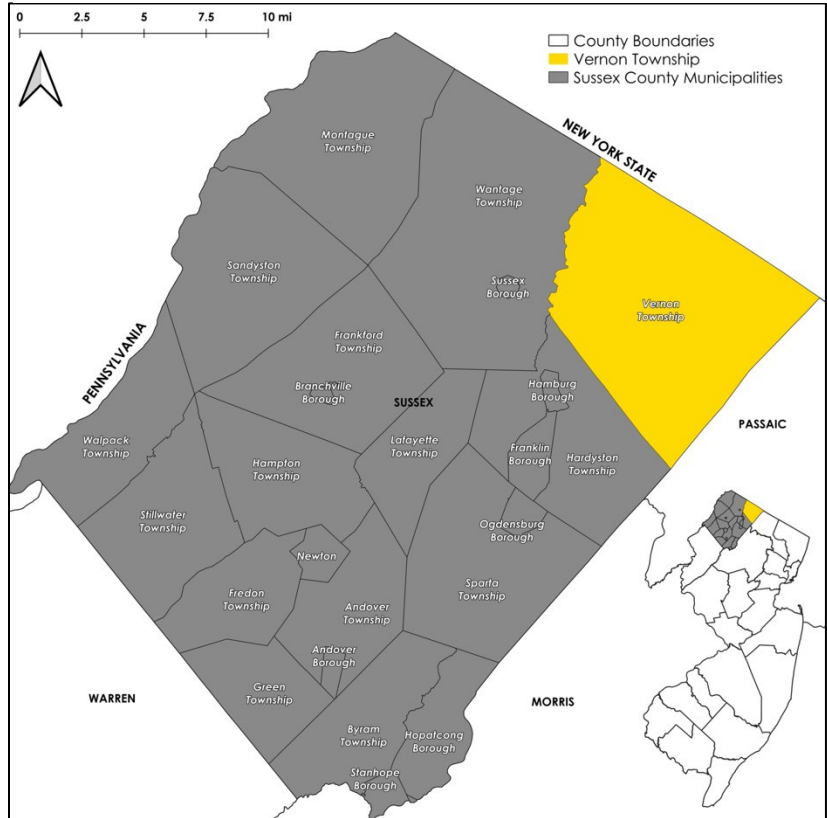 0 2.5 5 7.5 10 mi
County Boundaries
Vernon Township
Sussex County Municipalities
NEW YORK STATE
Montague
Township
Wantage
Township
Sandyston
Township
Sussex
Borough
Vernon
Township
PENNSYLVANIA
Frankford
Township
Branchville
Borough
SUSSEX
Hamburg
Borough
PASSAIC
Walpack
Township
Hampton
Township
Lafayette
Township
Franklin
Borough
Hardyston
Township
Stillwater
Township
Ogdensburg
Borough
Newton
Fredon
Township
Andover
Township
Sparta
Township
Andover
Borough
Green
Township
WARREN
MORRIS
Byram
Township
Hopatcong
Borough
Stanhope
Borough